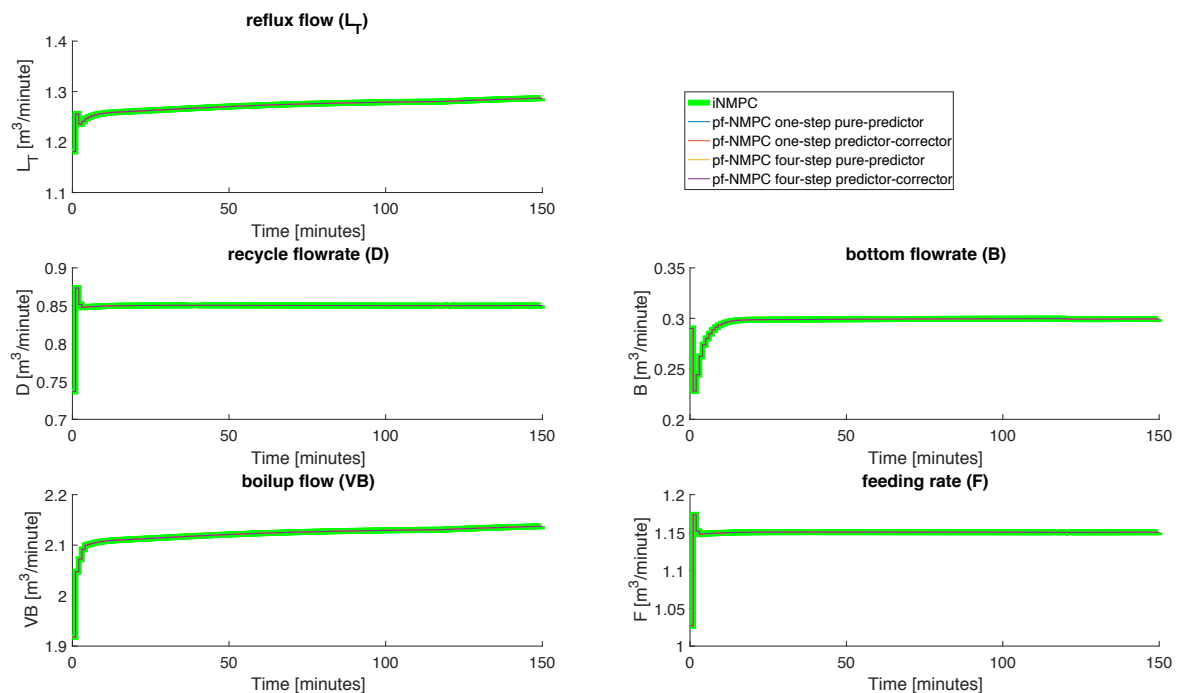 reflux flow (L_T)
1.4
1.3
1.2
1.1
L_T [m^3/minute]
0 50 100 150
Time [minutes]
iNMPC
pf-NMPC one-step pure-predictor
pf-NMPC one-step predictor-corrector
pf-NMPC four-step pure-predictor
pf-NMPC four-step predictor-corrector
recycle flowrate (D)
0.9
0.85
0.8
0.75
0.7
D [m^3/minute]
0 50 100 150
Time [minutes]
bottom flowrate (B)
0.35
0.3
0.25
0.2
B [m^3/minute]
0 50 100 150
Time [minutes]
boilup flow (VB)
2.2
2.1
2
1.9
VB [m^3/minute]
0 50 100 150
Time [minutes]
feeding rate (F)
1.2
1.15
1.1
1.05
1
F [m^3/minute]
0 50 100 150
Time [minutes]